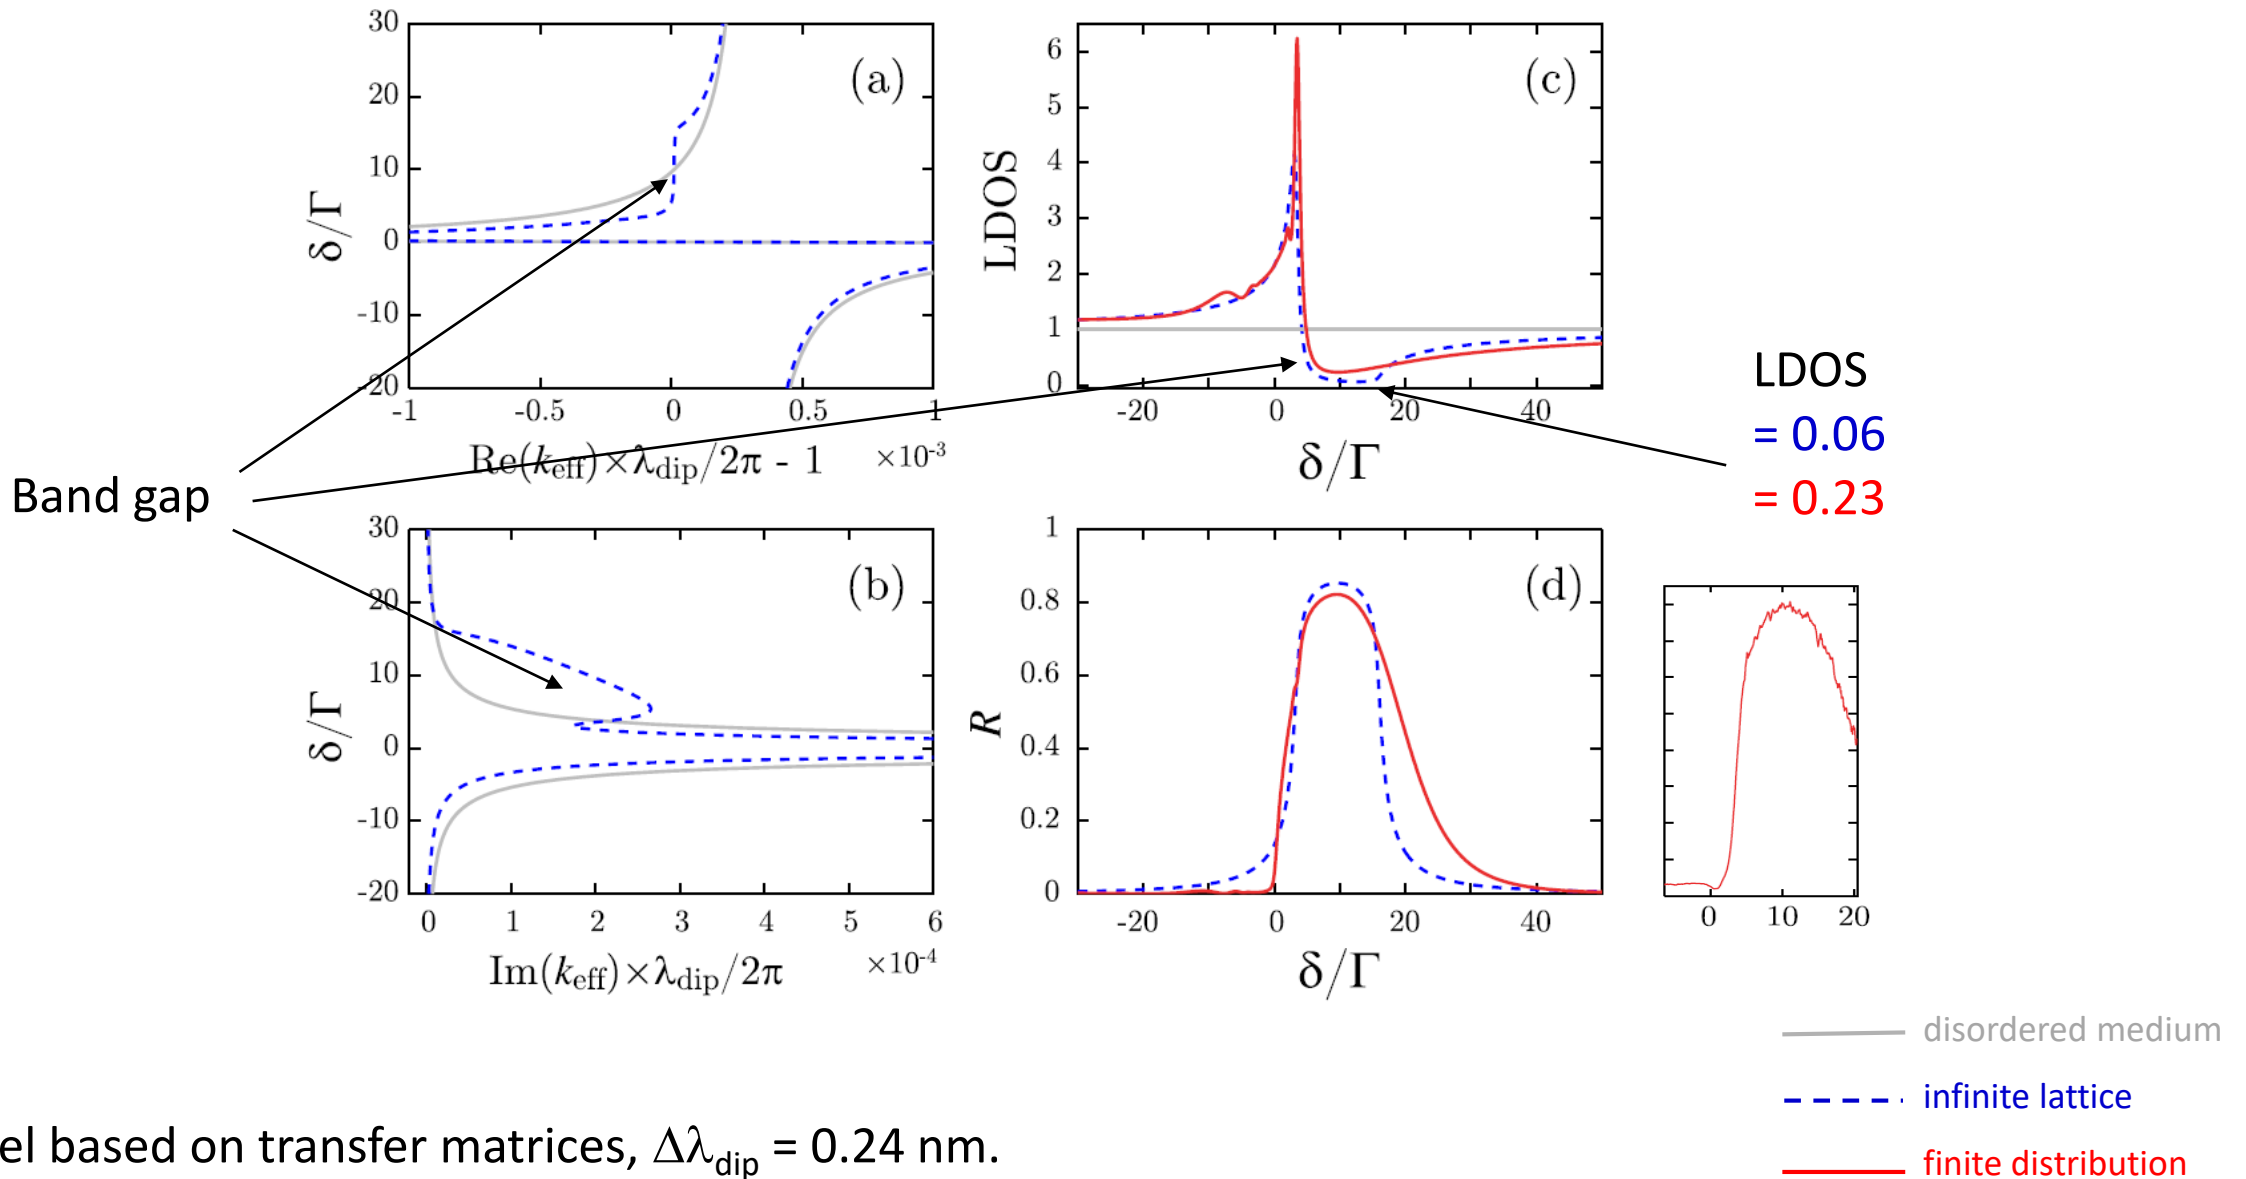 30
20
10
0
-10
-20
δ/Γ
(a)
-1
-0.5
0
0.5
1
Re(keff)×λdip/2π - 1
×10-3
6
5
4
3
2
1
0
LDOS
(c)
-20
0
20
40
δ/Γ
LDOS
= 0.06
= 0.23
Band gap
30
20
10
0
-10
-20
δ/Γ
(b)
0
1
2
3
4
5
6
Im(keff)×λdip/2π
×10-4
1
0.8
0.6
0.4
0.2
0
R
(d)
-20
0
20
40
δ/Γ
0
10
20
disordered medium
infinite lattice
finite distribution
el based on transfer matrices, Δλdip = 0.24 nm.